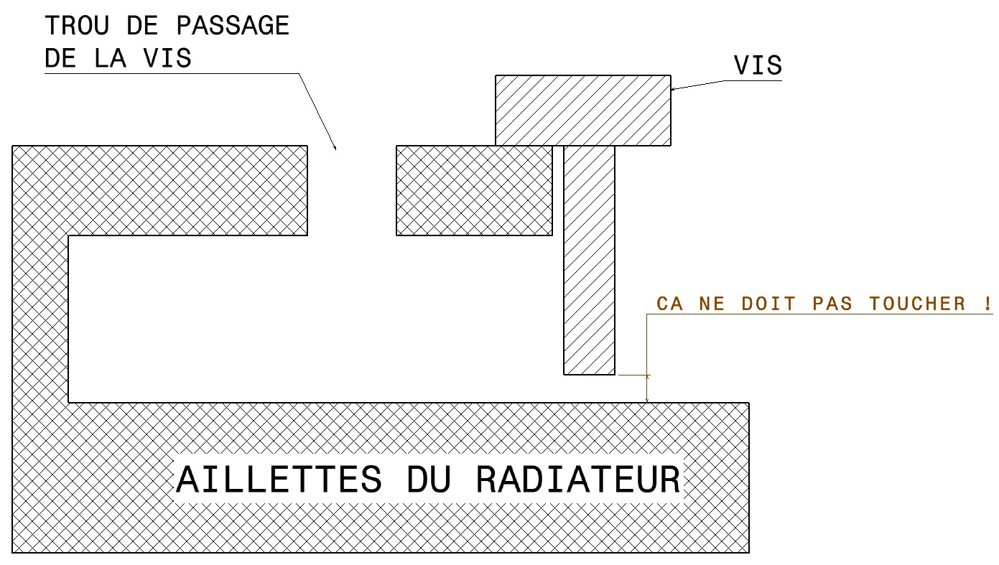 TROU DE PASSAGE
DE LA VIS
VIS
CA NE DOIT PAS TOUCHER !
AILLETTES DU RADIATEUR